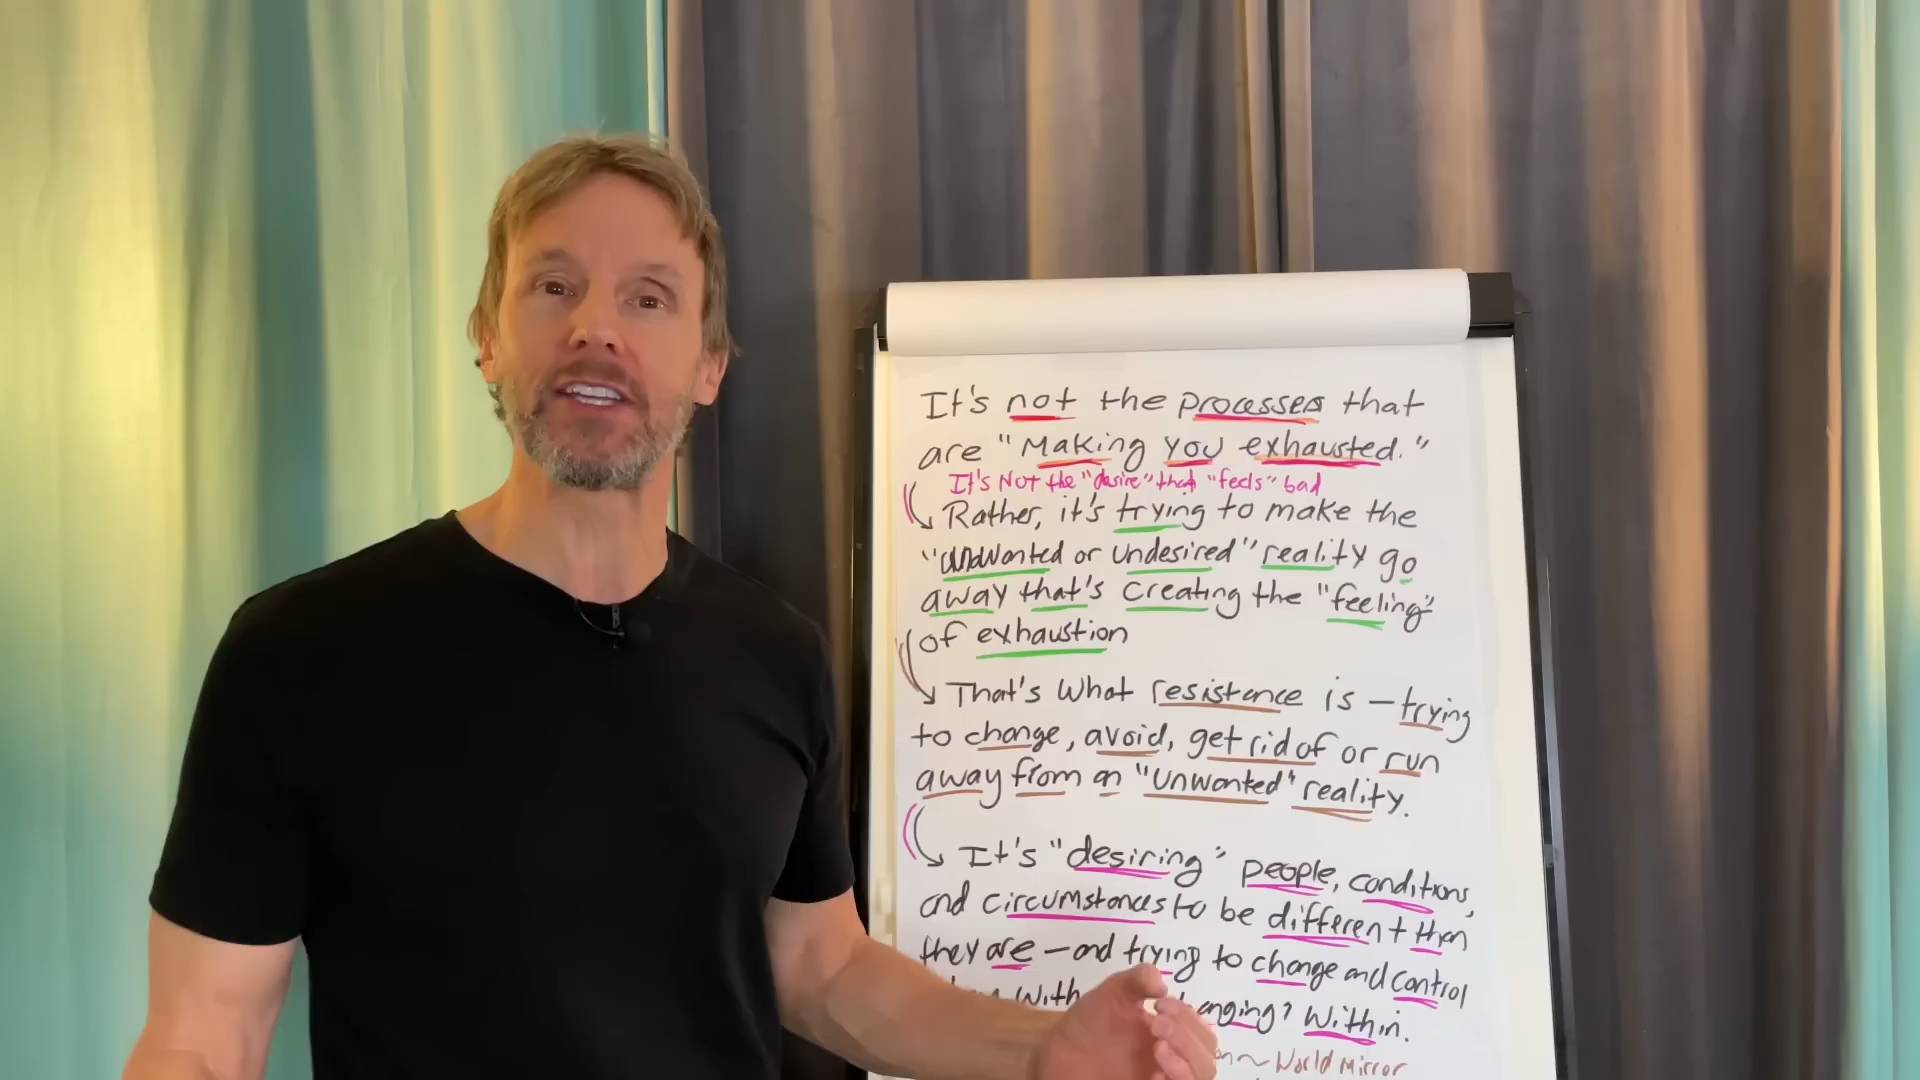 It's not the processes that
are "Making you exhausted."
It's Not the "desire" that "feels" bad
Rather, it's trying to make the
"unwanted or undesired" reality go
away that's creating the "feeling"
of exhaustion
That's what resistance is – trying
to change, avoid, get rid of or run
away from an "unwanted" reality.
It's "desiring" people, conditions,
and circumstances to be different then
they are – and trying to change and control
with
within.
~ World Mirror